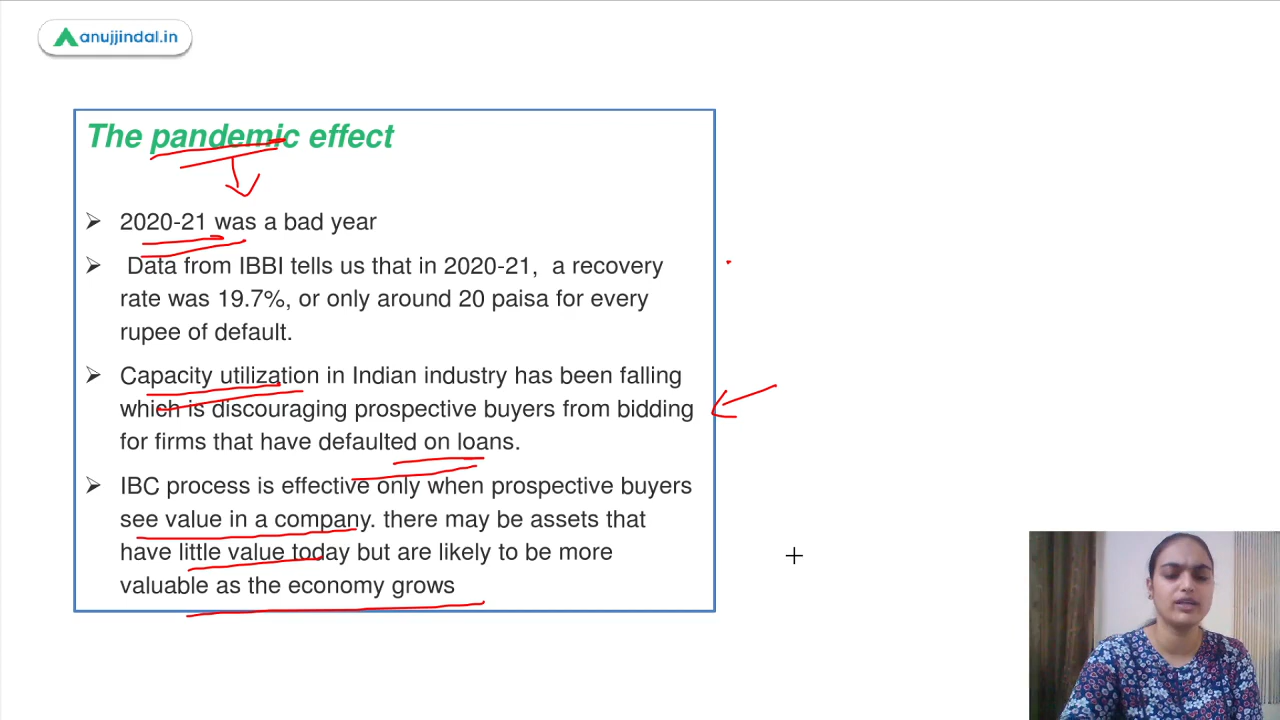 anujjindal.in
The pandemic effect
➢ 2020-21 was a bad year
➢ Data from IBBI tells us that in 2020-21, a recovery
rate was 19.7%, or only around 20 paisa for every
rupee of default.
➢ Capacity utilization in Indian industry has been falling
which is discouraging prospective buyers from bidding
for firms that have defaulted on loans.
➢ IBC process is effective only when prospective buyers
see value in a company. there may be assets that
have little value today but are likely to be more
valuable as the economy grows